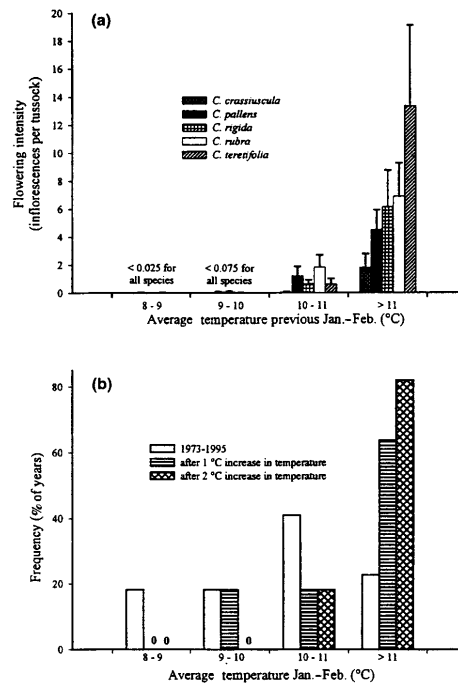 (a)
Flowering intensity
(inflorescences per tussock)
20
18
16
14
12
10
8
6
4
2
0
C. crassiuscula
C. pallens
C. rigida
C. rubra
C. teretifolia
< 0.025 for
all species
< 0.075 for
all species
8 - 9
9 - 10
10 - 11
> 11
Average temperature previous Jan.–Feb. (°C)
(b)
Frequency (% of years)
80
60
40
20
0
1973-1995
after 1 °C increase in temperature
after 2 °C increase in temperature
0 0
0
8 - 9
9 - 10
10 - 11
> 11
Average temperature Jan.–Feb. (°C)